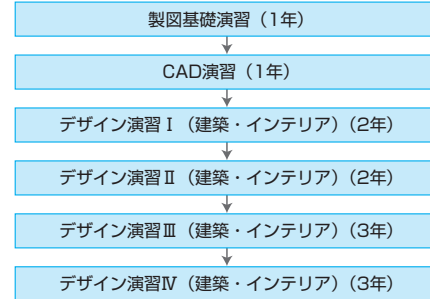 製図基礎演習（1年）
CAD演習（1年）
デザイン演習Ⅰ（建築・インテリア）（2年）
デザイン演習Ⅱ（建築・インテリア）（2年）
デザイン演習Ⅲ（建築・インテリア）（3年）
デザイン演習Ⅳ（建築・インテリア）（3年）